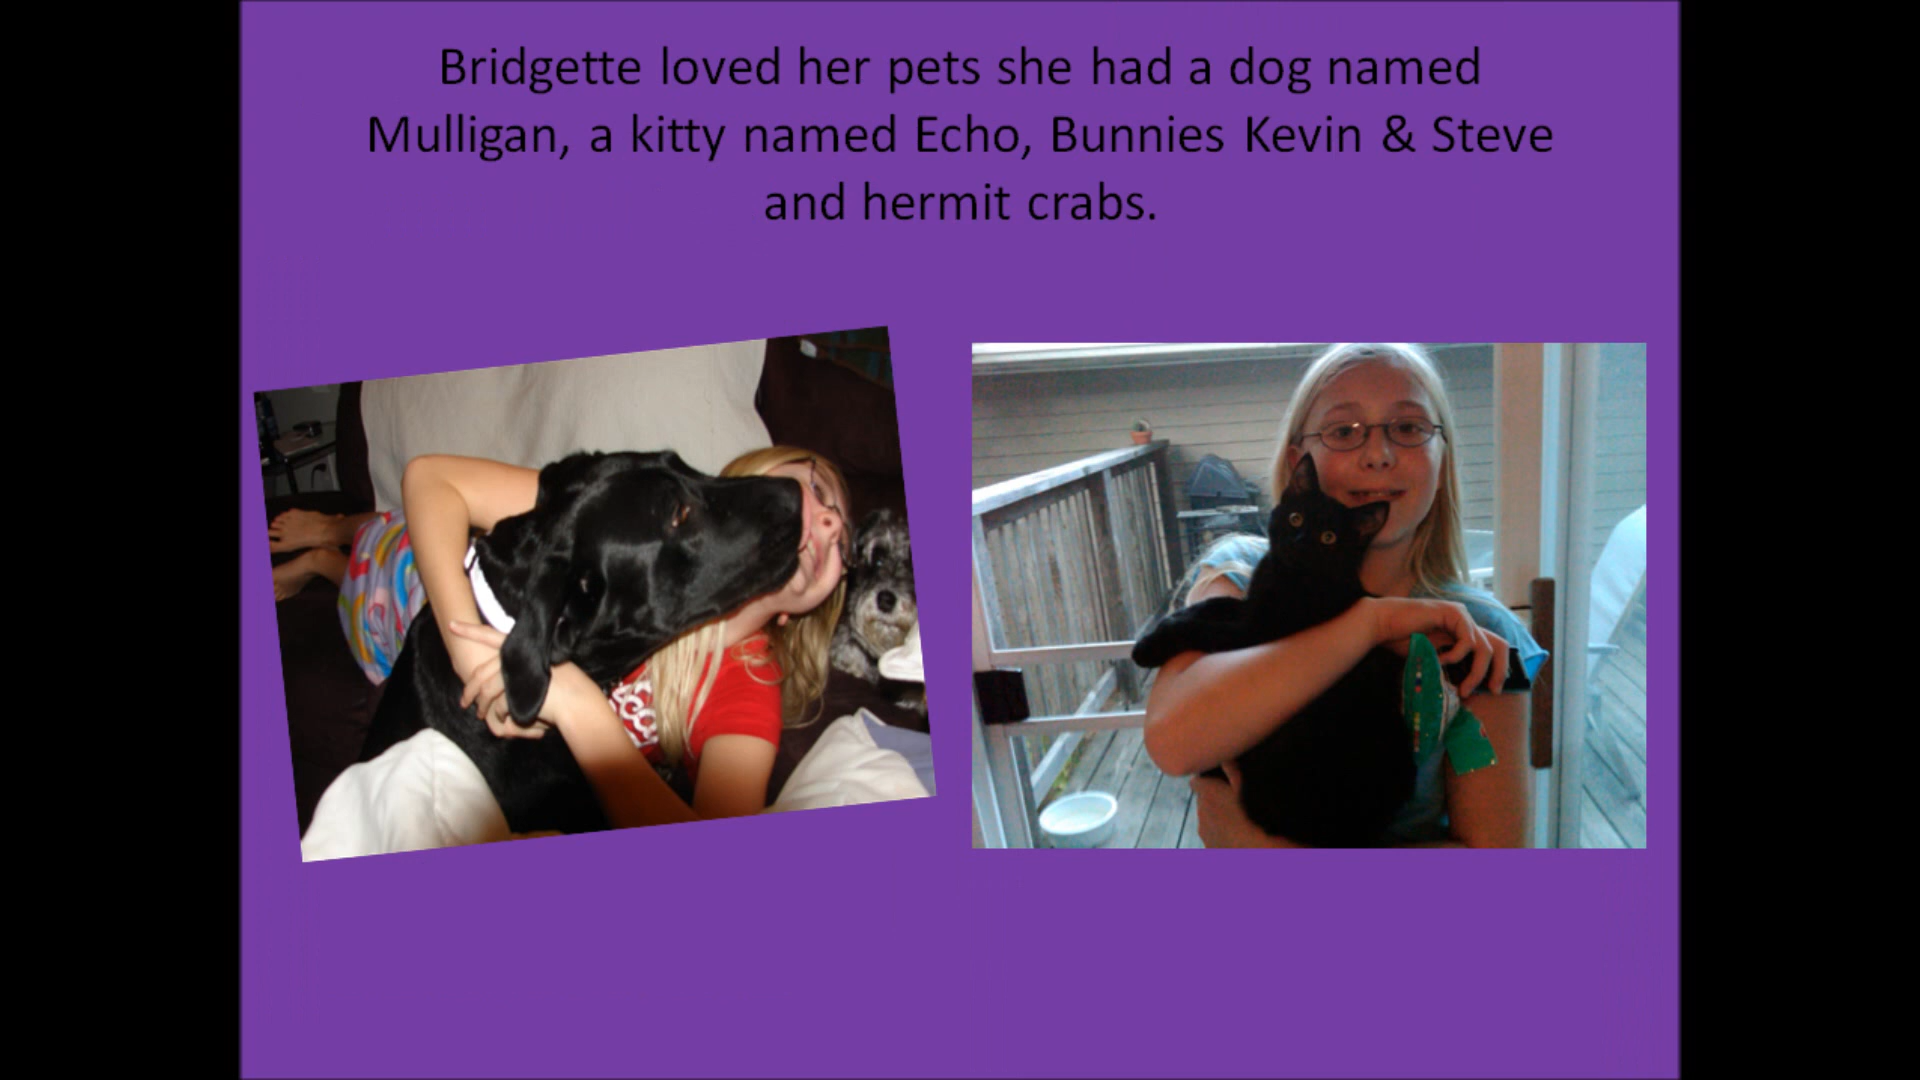 Bridgette loved her pets she had a dog named
Mulligan, a kitty named Echo, Bunnies Kevin & Steve
and hermit crabs.